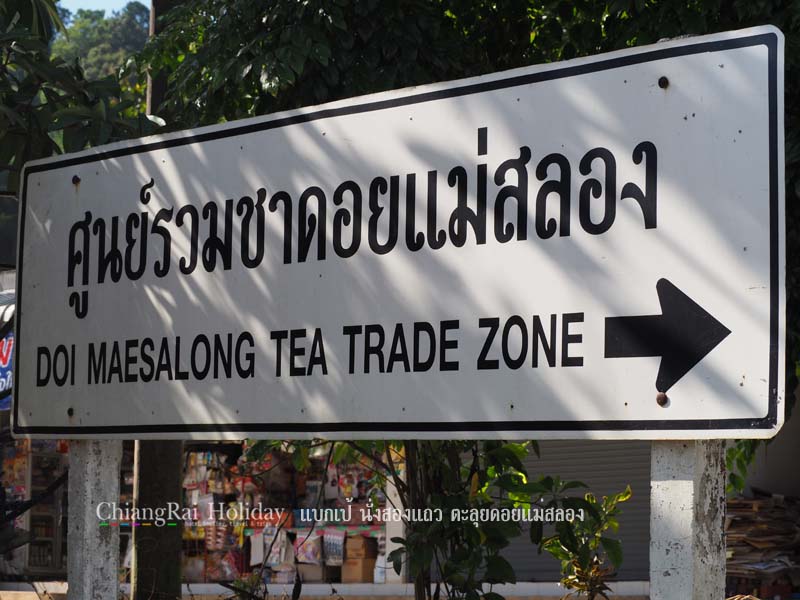 ศูนย์รวมชาดอยแม่สลอง
DOI MAESALONG TEA TRADE ZONE
ChiangRai Holiday
แบกเป้ นั่งสองแถว ตะลุยดอยแม่สลอง